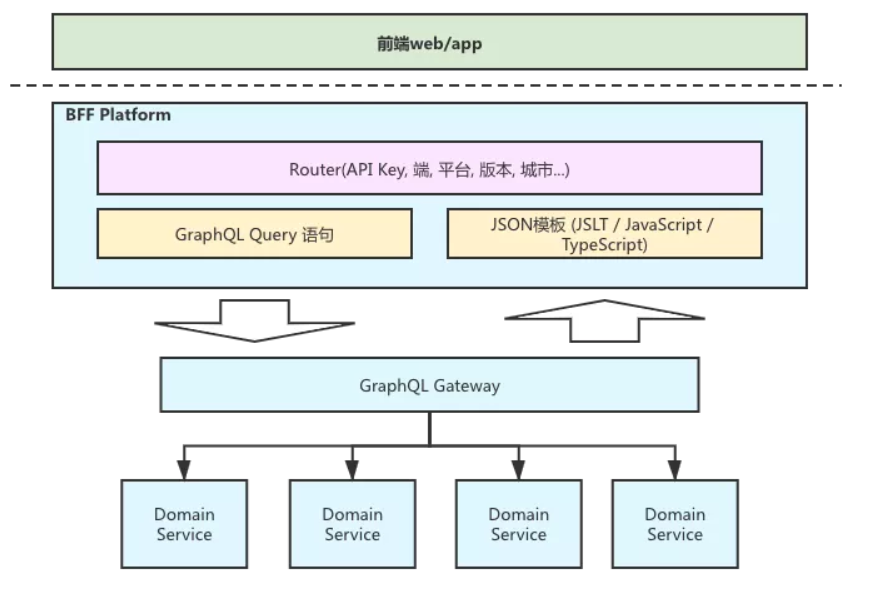 前端web/app
BFF Platform
Router(API Key, 端, 平台, 版本, 城市...)
GraphQL Query 语句
JSON模板 (JSLT / JavaScript /
TypeScript)
GraphQL Gateway
Domain
Service
Domain
Service
Domain
Service
Domain
Service